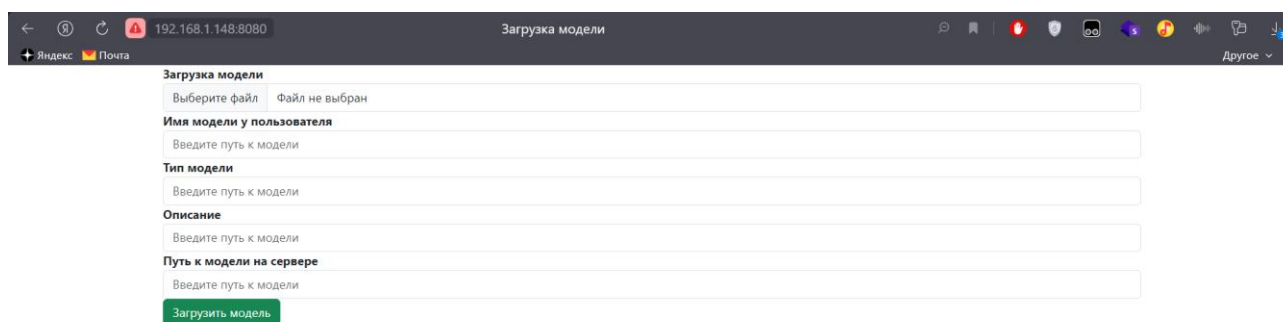 192.168.1.148:8080 Загрузка модели
Яндекс Почта Другое
Загрузка модели
Выберите файл Файл не выбран
Имя модели у пользователя
Введите путь к модели
Тип модели
Введите путь к модели
Описание
Введите путь к модели
Путь к модели на сервере
Введите путь к модели
Загрузить модель